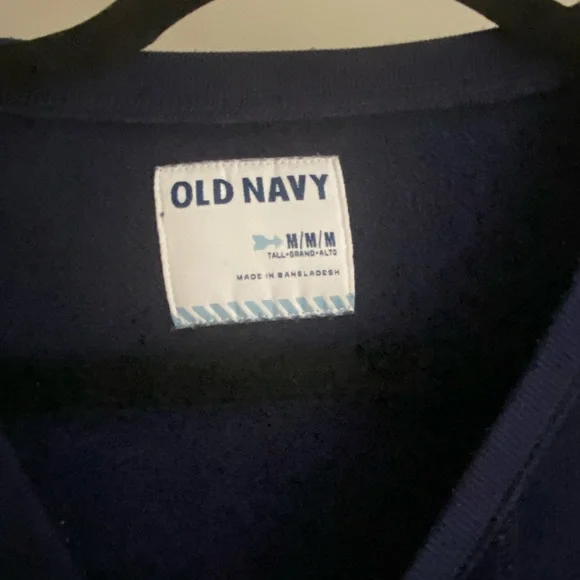 OLD NAVY
M/M/M
TALL-GRAND-ALTO
MADE IN BANGLADESH